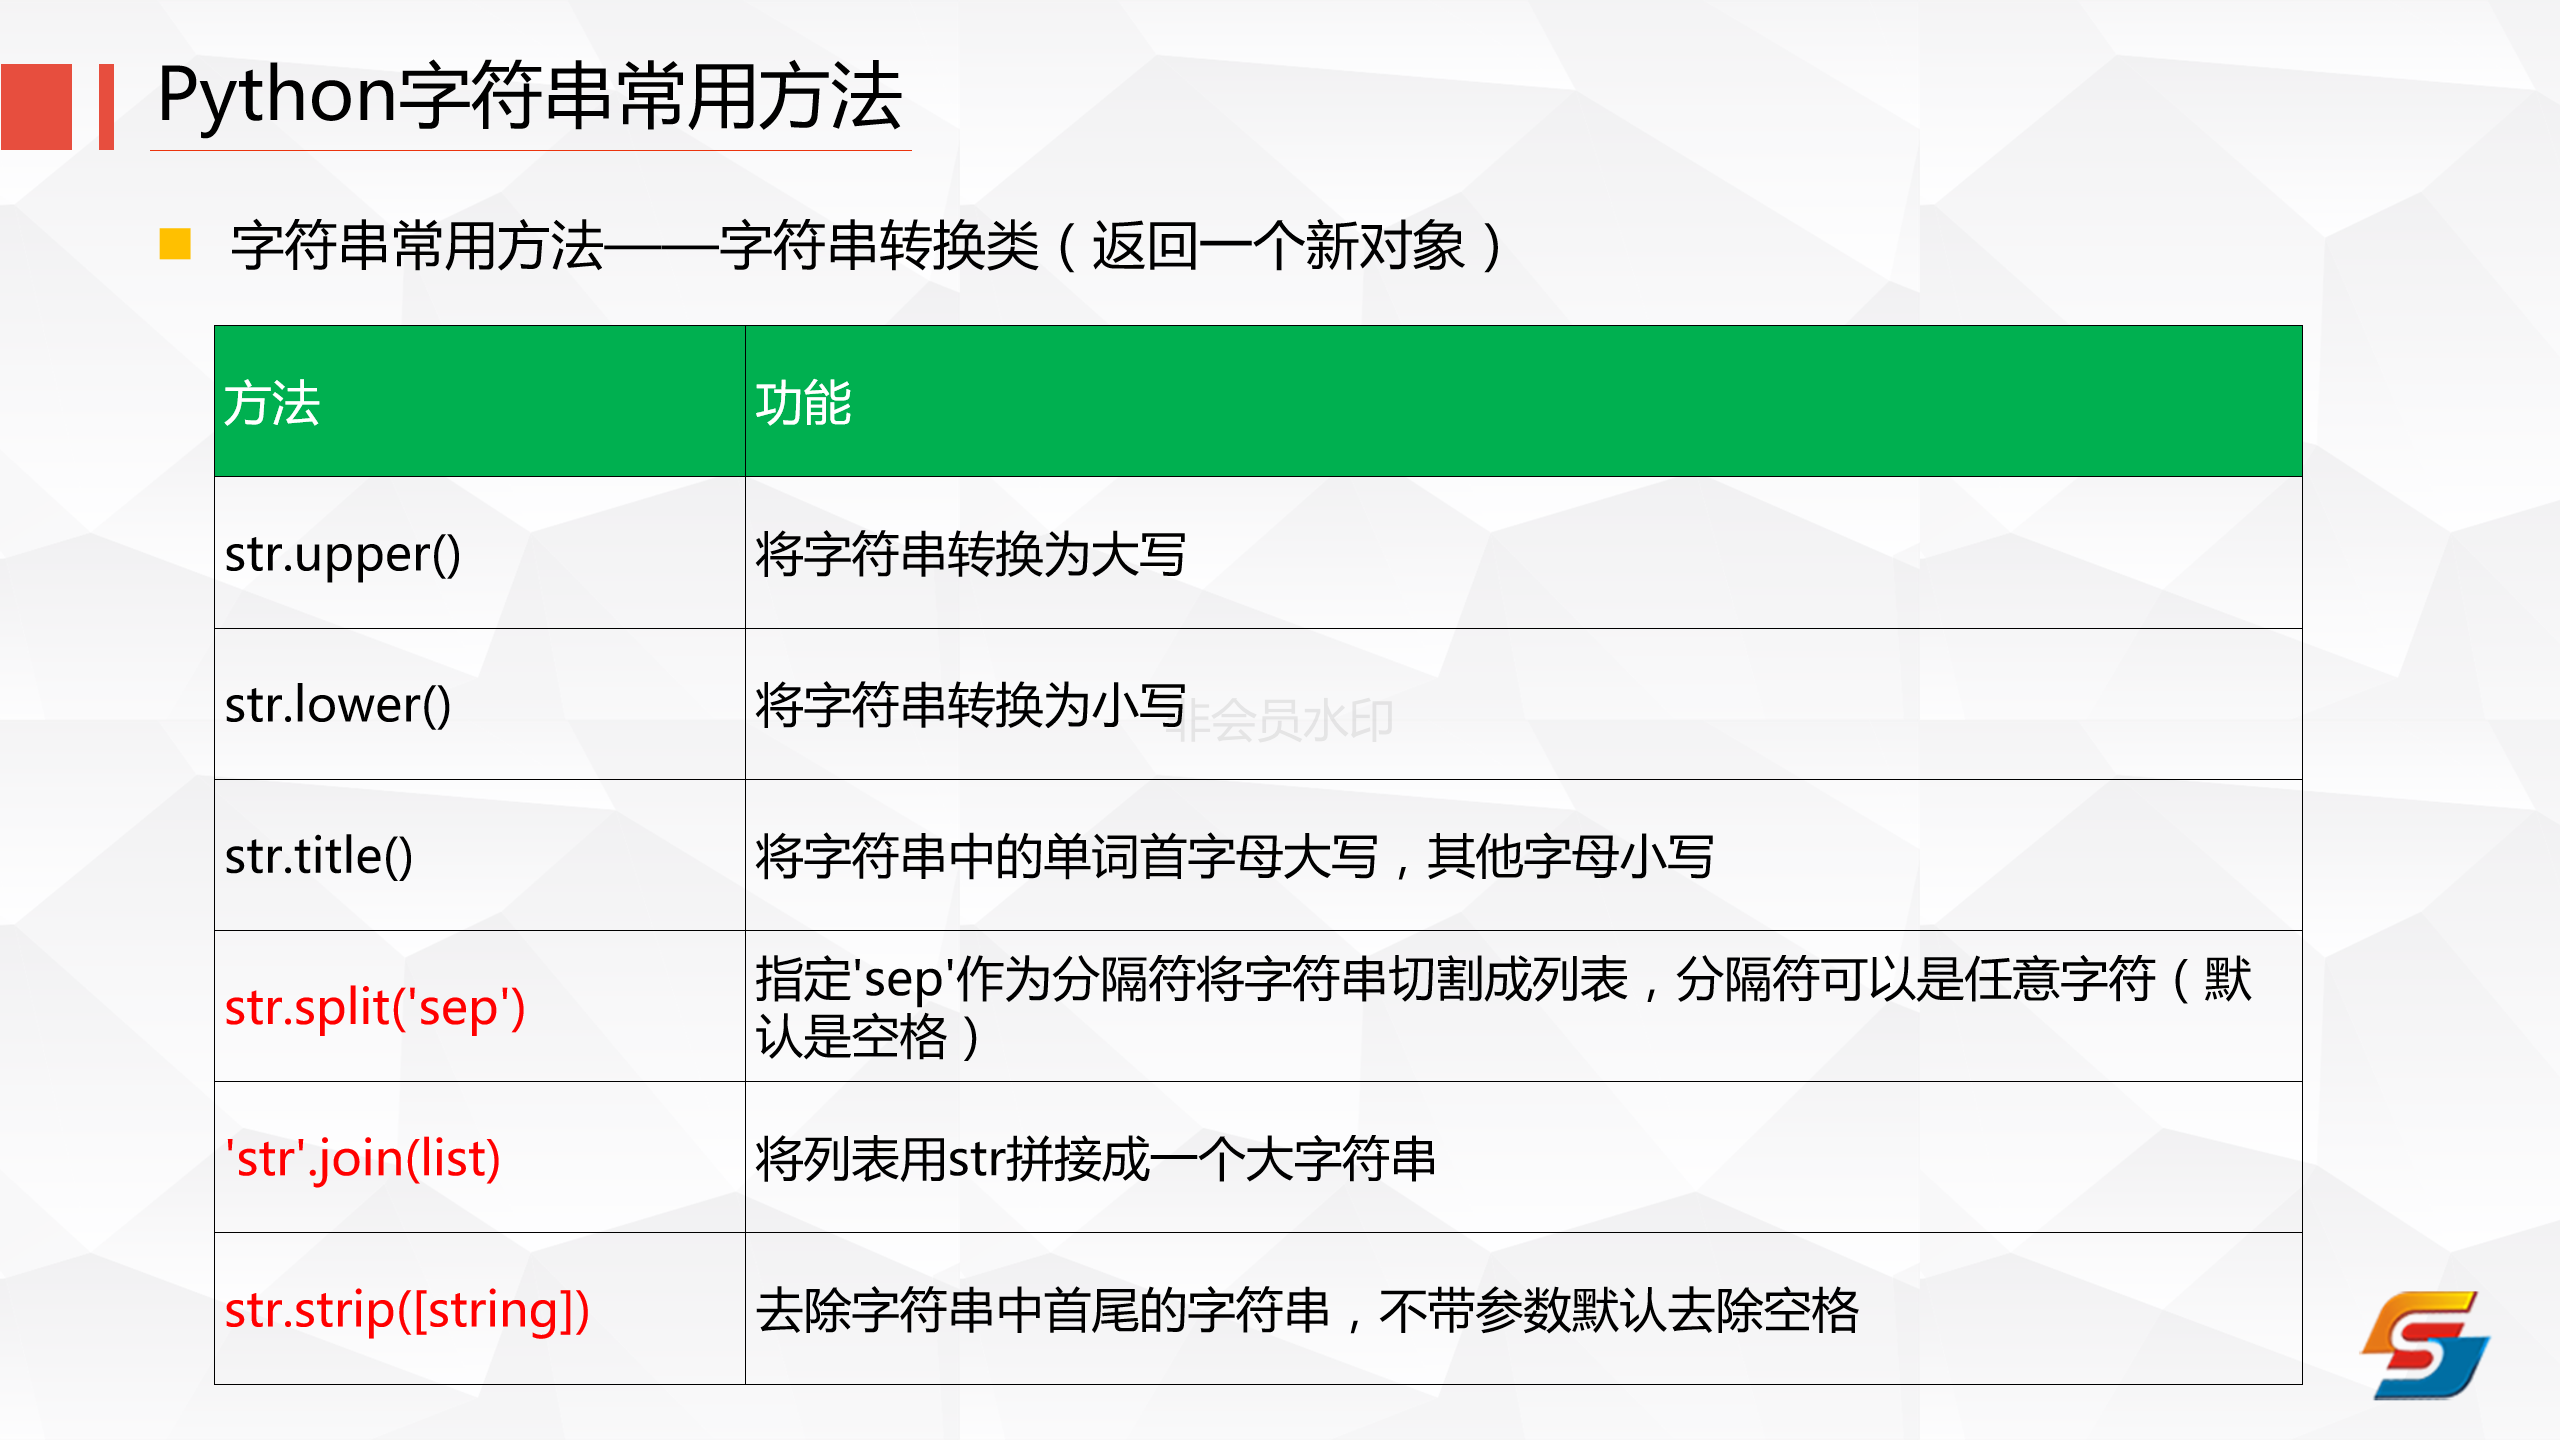 Python字符串常用方法
字符串常用方法——字符串转换类（返回一个新对象）
方法
功能
str.upper()
将字符串转换为大写
str.lower()
将字符串转换为小写
非会员水印
str.title()
将字符串中的单词首字母大写，其他字母小写
str.split('sep')
指定'sep'作为分隔符将字符串切割成列表，分隔符可以是任意字符（默
认是空格）
'str'.join(list)
将列表用str拼接成一个大字符串
str.strip([string])
去除字符串中首尾的字符串，不带参数默认去除空格